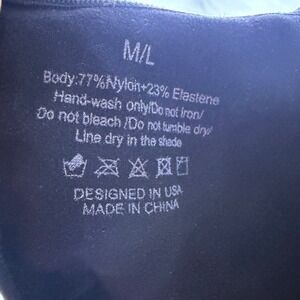 M/L
Body:77%Nylon+23% Elastene
Hand-wash only/Do not Iron/
Do not bleach /Do not tumble dry/
Line dry in the shade
DESIGNED IN USA
MADE IN CHINA